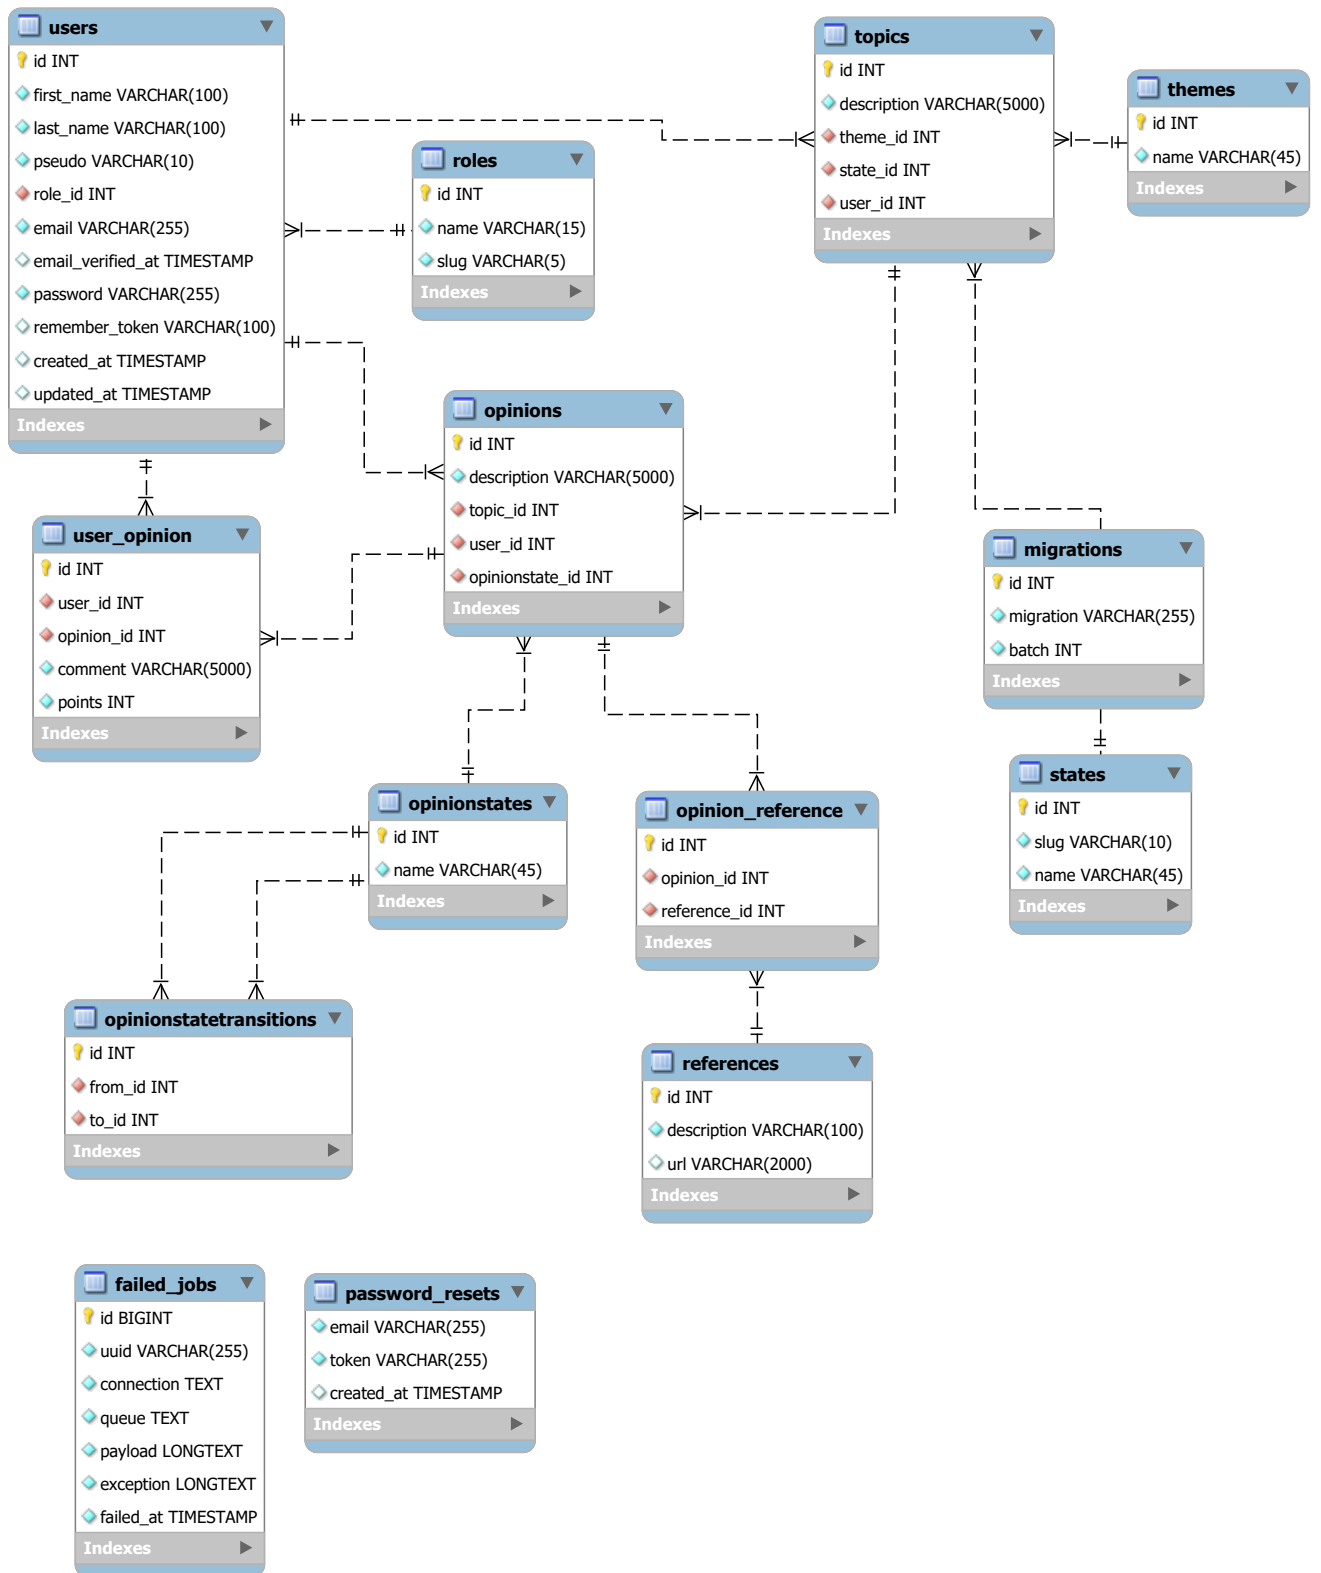 users
id INT
first_name VARCHAR(100)
last_name VARCHAR(100)
pseudo VARCHAR(10)
role_id INT
email VARCHAR(255)
email_verified_at TIMESTAMP
password VARCHAR(255)
remember_token VARCHAR(100)
created_at TIMESTAMP
updated_at TIMESTAMP
Indexes
roles
id INT
name VARCHAR(15)
slug VARCHAR(5)
Indexes
topics
id INT
description VARCHAR(5000)
theme_id INT
state_id INT
user_id INT
Indexes
themes
id INT
name VARCHAR(45)
Indexes
opinions
id INT
description VARCHAR(5000)
topic_id INT
user_id INT
opinionstate_id INT
Indexes
user_opinion
id INT
user_id INT
opinion_id INT
comment VARCHAR(5000)
points INT
Indexes
migrations
id INT
migration VARCHAR(255)
batch INT
Indexes
states
id INT
slug VARCHAR(10)
name VARCHAR(45)
Indexes
opinionstates
id INT
name VARCHAR(45)
Indexes
opinion_reference
id INT
opinion_id INT
reference_id INT
Indexes
opinionstatetransitions
id INT
from_id INT
to_id INT
Indexes
references
id INT
description VARCHAR(100)
url VARCHAR(2000)
Indexes
failed_jobs
id BIGINT
uuid VARCHAR(255)
connection TEXT
queue TEXT
payload LONGTEXT
exception LONGTEXT
failed_at TIMESTAMP
Indexes
password_resets
email VARCHAR(255)
token VARCHAR(255)
created_at TIMESTAMP
Indexes